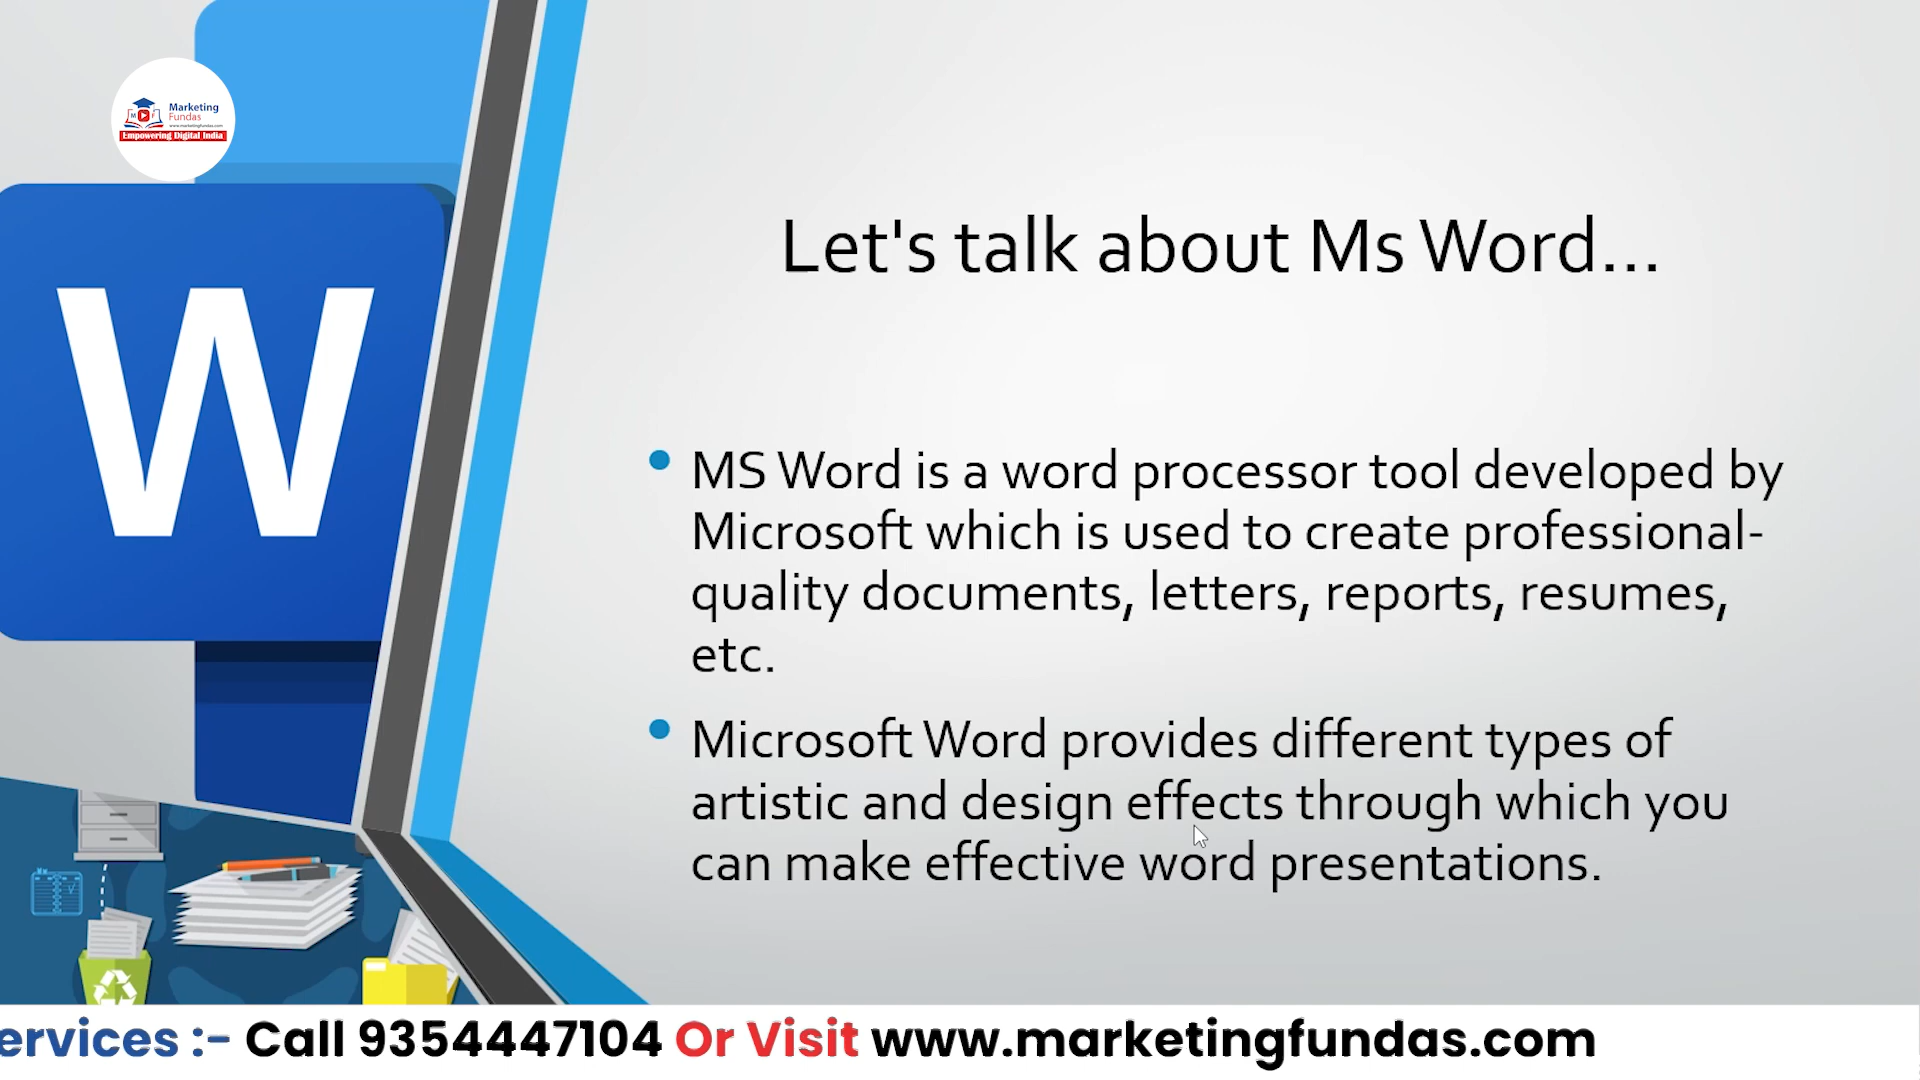 Marketing
Fundas
www.marketingfundas.com
Empowering Digital India
W
Let's talk about Ms Word...
• MS Word is a word processor tool developed by
Microsoft which is used to create professional-
quality documents, letters, reports, resumes,
etc.
• Microsoft Word provides different types of
artistic and design effects through which you
can make effective word presentations.
ervices :- Call 9354447104 Or Visit www.marketingfundas.com